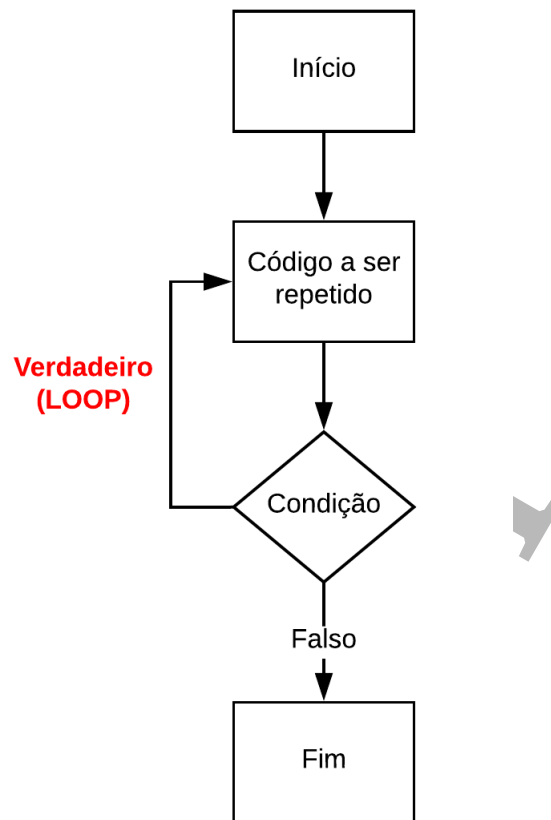 Início
Código a ser
repetido
Verdadeiro
(LOOP)
Condição
Falso
Fim